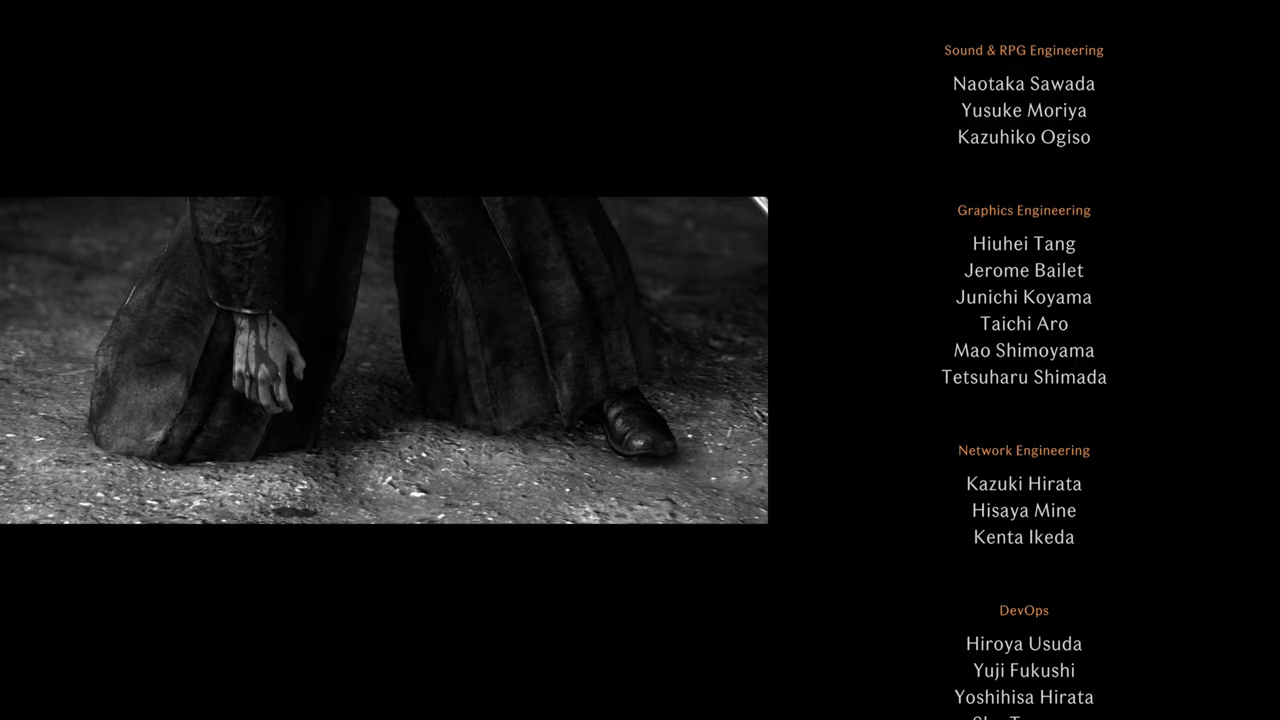 Sound & RPG Engineering
Naotaka Sawada
Yusuke Moriya
Kazuhiko Ogiso
Graphics Engineering
Hiuhei Tang
Jerome Bailet
Junichi Koyama
Taichi Aro
Mao Shimoyama
Tetsuharu Shimada
Network Engineering
Kazuki Hirata
Hisaya Mine
Kenta Ikeda
DevOps
Hiroya Usuda
Yuji Fukushi
Yoshihisa Hirata